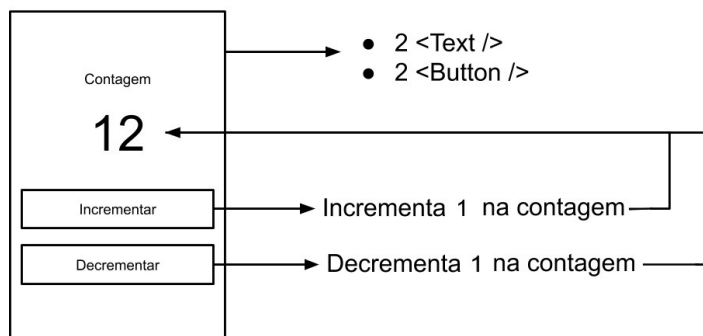 ● 2 <Text />
● 2 <Button />
Contagem
12
Incrementar
Incrementa 1 na contagem
Decrementar
Decrementa 1 na contagem